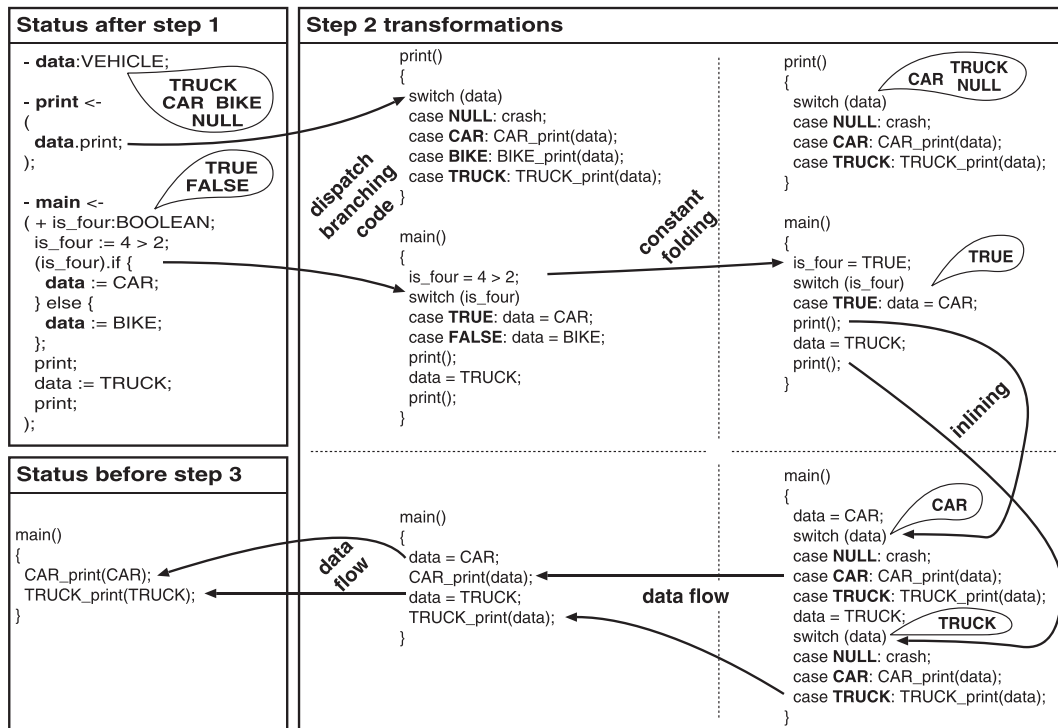 Status after step 1
- data:VEHICLE;
TRUCK
CAR BIKE
NULL
- print <-
(
data.print;
);
TRUE
FALSE
- main <-
( + is_four:BOOLEAN;
is_four := 4 > 2;
(is_four).if {
data := CAR;
} else {
data := BIKE;
};
print;
data := TRUCK;
print;
);
Step 2 transformations
print()
{
switch (data)
case NULL: crash;
case CAR: CAR_print(data);
case BIKE: BIKE_print(data);
case TRUCK: TRUCK_print(data);
}
dispatch
branching
code
main()
{
is_four = 4 > 2;
switch (is_four)
case TRUE: data = CAR;
case FALSE: data = BIKE;
print();
data = TRUCK;
print();
}
constant
folding
print()
{
CAR TRUCK
NULL
switch (data)
case NULL: crash;
case CAR: CAR_print(data);
case TRUCK: TRUCK_print(data);
}
main()
{
is_four = TRUE;
TRUE
switch (is_four)
case TRUE: data = CAR;
print();
data = TRUCK;
print();
}
inlining
main()
{
data = CAR;
CAR
switch (data)
case NULL: crash;
case CAR: CAR_print(data);
case TRUCK: TRUCK_print(data);
data = TRUCK;
TRUCK
switch (data)
case NULL: crash;
case CAR: CAR_print(data);
case TRUCK: TRUCK_print(data);
}
data flow
main()
{
data = CAR;
CAR_print(data);
data = TRUCK;
TRUCK_print(data);
}
data
flow
Status before step 3
main()
{
CAR_print(CAR);
TRUCK_print(TRUCK);
}